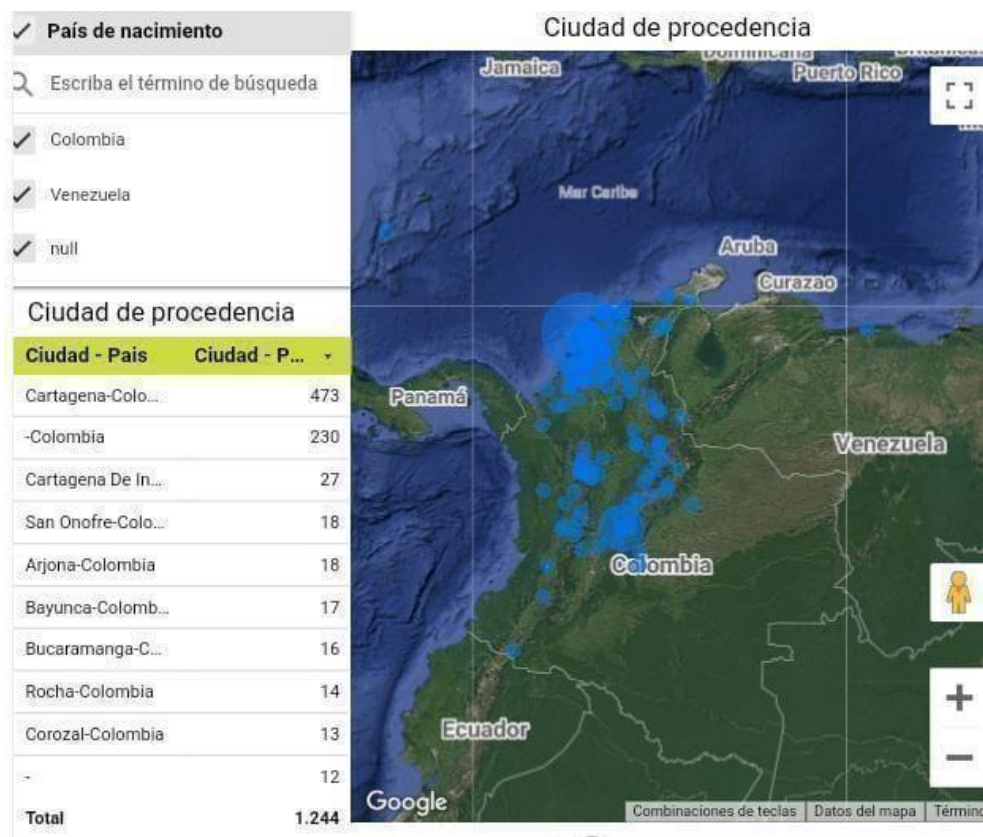 País de nacimiento
Escriba el término de búsqueda
Colombia
Venezuela
null
Ciudad de procedencia
Ciudad - Pais Ciudad - P...
Cartagena-Colo... 473
-Colombia 230
Cartagena De In... 27
San Onofre-Colo... 18
Arjona-Colombia 18
Bayunca-Colomb... 17
Bucaramanga-C... 16
Rocha-Colombia 14
Corozal-Colombia 13
- 12
Total 1.244
Ciudad de procedencia
Jamaica
Puerto Rico
Mar Caribe
Aruba
Curazao
Panamá
Venezuela
Colombia
Ecuador
Google
Combinaciones de teclas Datos del mapa Término